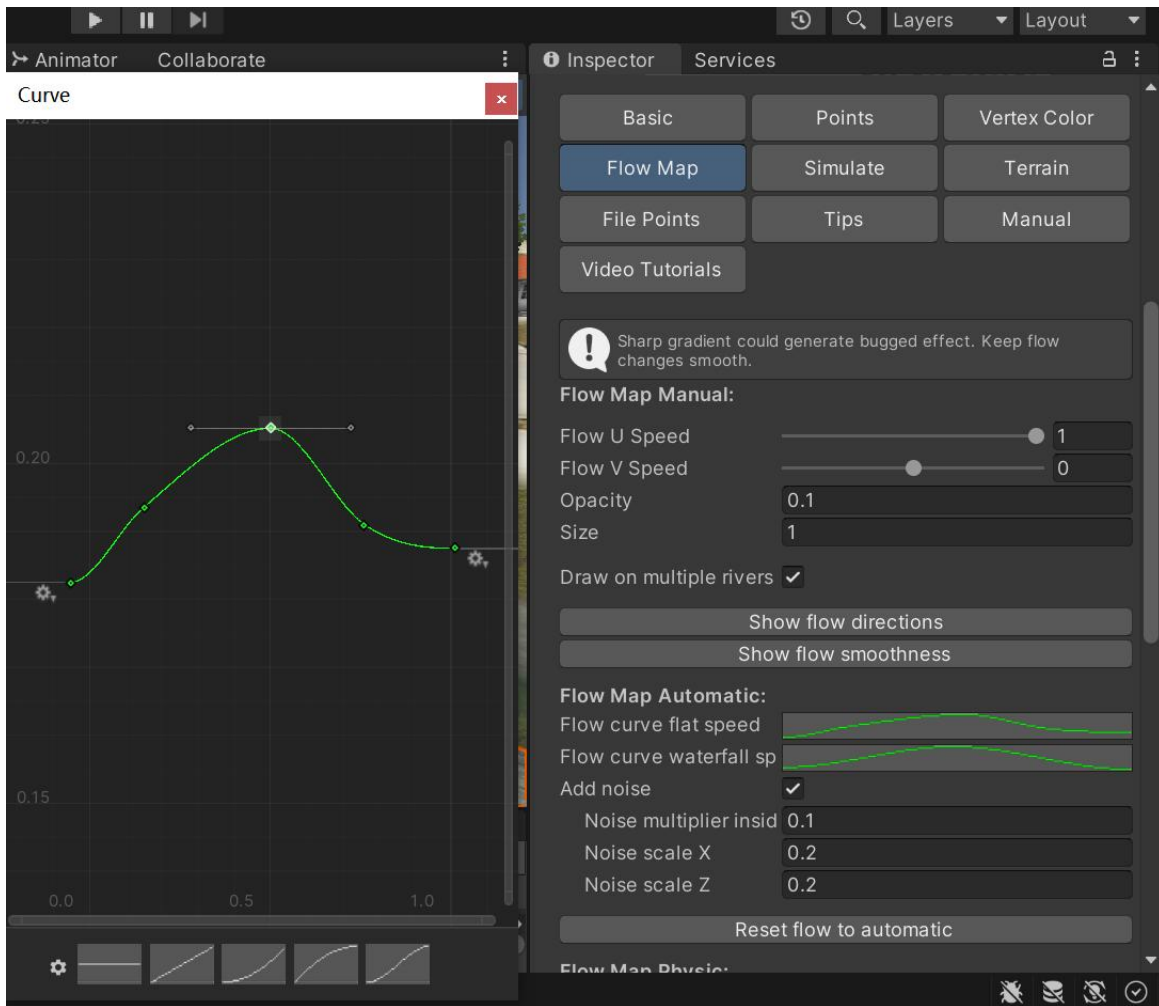 Layers
Layout
Animator
Collaborate
Inspector
Services
Curve
0.20
0.15
0.0
0.5
1.0
Basic
Points
Vertex Color
Flow Map
Simulate
Terrain
File Points
Tips
Manual
Video Tutorials
Sharp gradient could generate bugged effect. Keep flow
changes smooth.
Flow Map Manual:
Flow U Speed
1
Flow V Speed
0
Opacity
0.1
Size
1
Draw on multiple rivers
Show flow directions
Show flow smoothness
Flow Map Automatic:
Flow curve flat speed
Flow curve waterfall sp
Add noise
Noise multiplier insid
0.1
Noise scale X
0.2
Noise scale Z
0.2
Reset flow to automatic
Flow Map Physic: